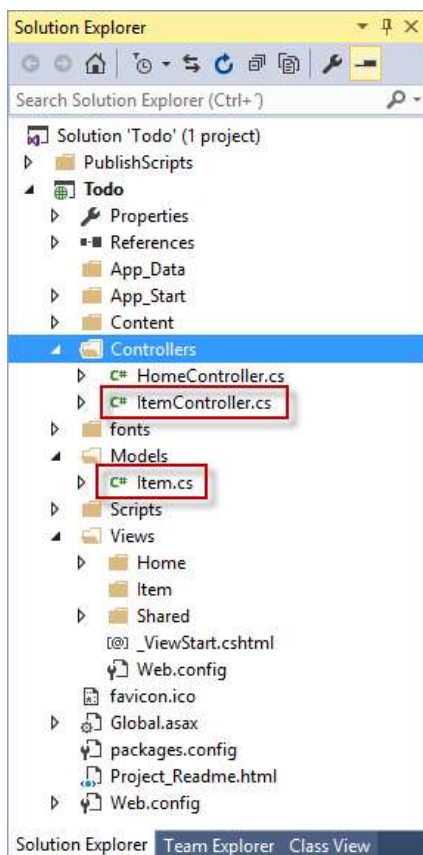 Solution Explorer
Search Solution Explorer (Ctrl+´)
Solution 'Todo' (1 project)
PublishScripts
Todo
Properties
References
App_Data
App_Start
Content
Controllers
C# HomeController.cs
C# ItemController.cs
fonts
Models
C# Item.cs
Scripts
Views
Home
Item
Shared
[@] _ViewStart.cshtml
Web.config
favicon.ico
Global.asax
packages.config
Project_Readme.html
Web.config
Solution Explorer Team Explorer Class View